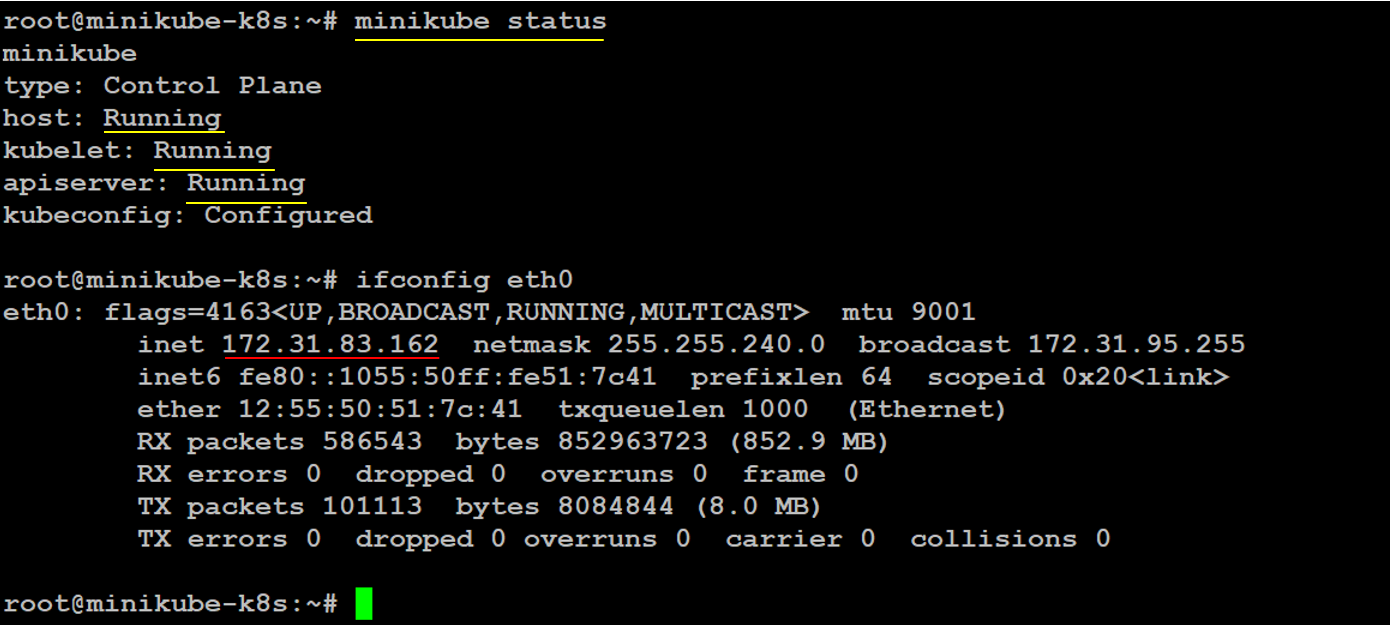 root@minikube-k8s:~# minikube status
minikube
type: Control Plane
host: Running
kubelet: Running
apiserver: Running
kubeconfig: Configured
root@minikube-k8s:~# ifconfig eth0
eth0: flags=4163<UP,BROADCAST,RUNNING,MULTICAST>  mtu 9001
        inet 172.31.83.162  netmask 255.255.240.0  broadcast 172.31.95.255
        inet6 fe80::1055:50ff:fe51:7c41  prefixlen 64  scopeid 0x20<link>
        ether 12:55:50:51:7c:41  txqueuelen 1000  (Ethernet)
        RX packets 586543  bytes 852963723 (852.9 MB)
        RX errors 0  dropped 0  overruns 0  frame 0
        TX packets 101113  bytes 8084844 (8.0 MB)
        TX errors 0  dropped 0 overruns 0  carrier 0  collisions 0
root@minikube-k8s:~#